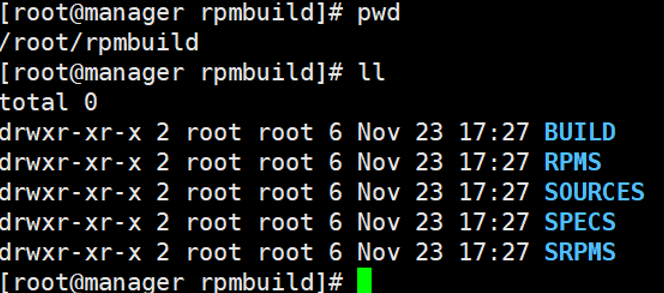 [root@manager rpmbuild]# pwd
/root/rpmbuild
[root@manager rpmbuild]# ll
total 0
drwxr-xr-x 2 root root 6 Nov 23 17:27 BUILD
drwxr-xr-x 2 root root 6 Nov 23 17:27 RPMS
drwxr-xr-x 2 root root 6 Nov 23 17:27 SOURCES
drwxr-xr-x 2 root root 6 Nov 23 17:27 SPECS
drwxr-xr-x 2 root root 6 Nov 23 17:27 SRPMS
[root@manager rpmbuild]#